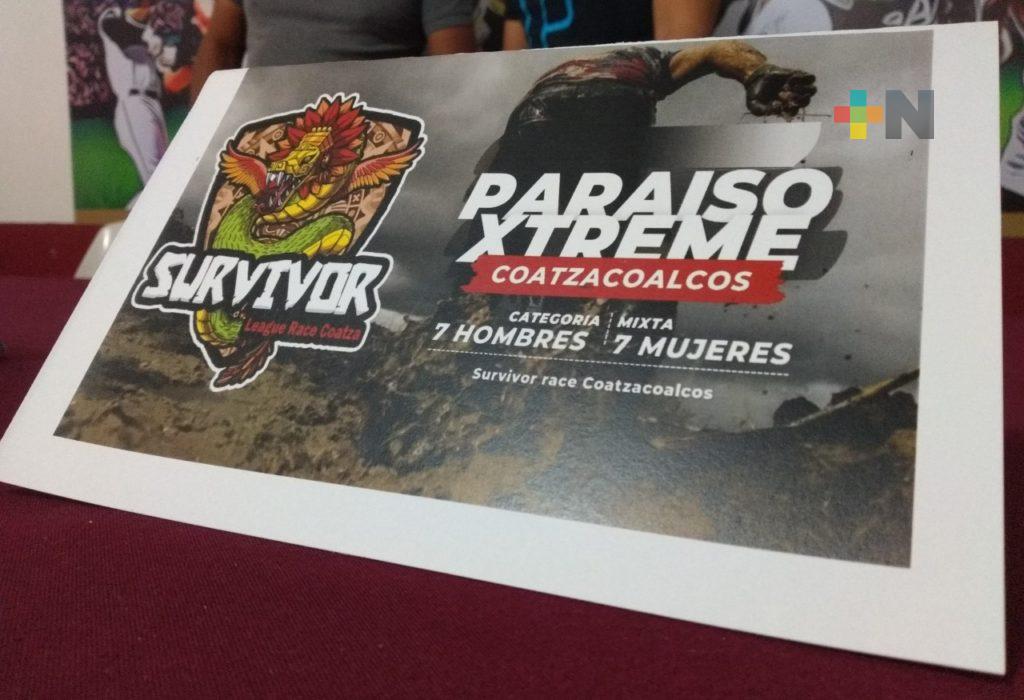 +N
SURVIVOR
League Race Coatza
PARAISO
XTREME
COATZACOALCOS
CATEGORIA MIXTA
7 HOMBRES 7 MUJERES
Survivor race Coatzacoalcos